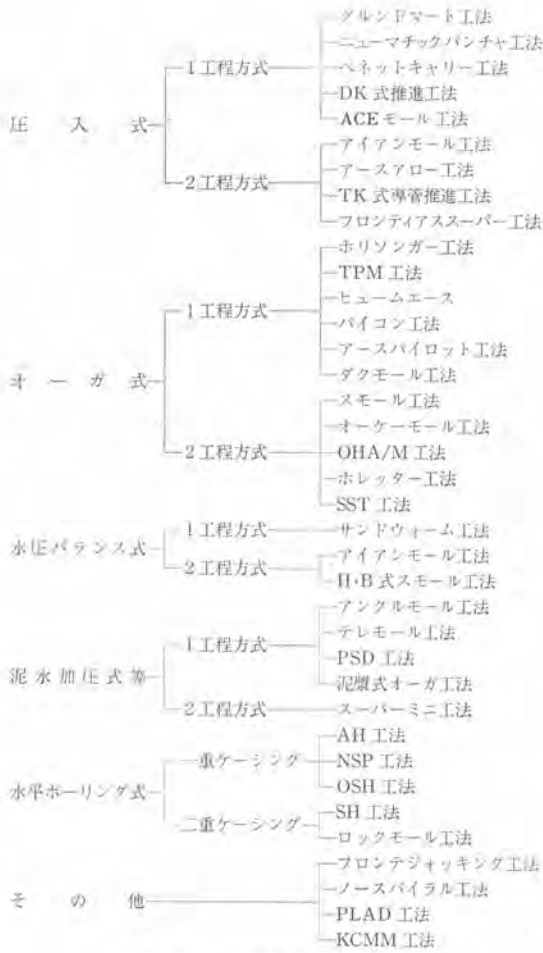 グルンドマート工法
ニューマチックパンチャ工法
1工程方式 ベネットキャリー工法
DK式推進工法
圧入式 ACEモール工法
アイアンモール工法
2工程方式 アースアロー工法
TK式導管推進工法
フロンティアススーパー工法
ホリゾンガー工法
TPM工法
1工程方式 ヒュームエース
パイコン工法
アースパイロット工法
オーガ式 ダクモール工法
スモール工法
オーケーモール工法
2工程方式 OHA/M工法
ホレッター工法
SST工法
1工程方式 サンドウォーム工法
水圧バランス式 アイアンモール工法
2工程方式 H・B式スモール工法
アンクルモール工法
1工程方式 テレモール工法
PSD工法
泥水加圧式等 泥漿式オーガ工法
2工程方式 スーパーミニ工法
AH工法
一重ケーシング NSP工法
水平ボーリング式 OSH工法
二重ケーシング SH工法
ロックモール工法
フロンテジャッキング工法
その他 ノースパイラル工法
PLAD工法
KCMM工法